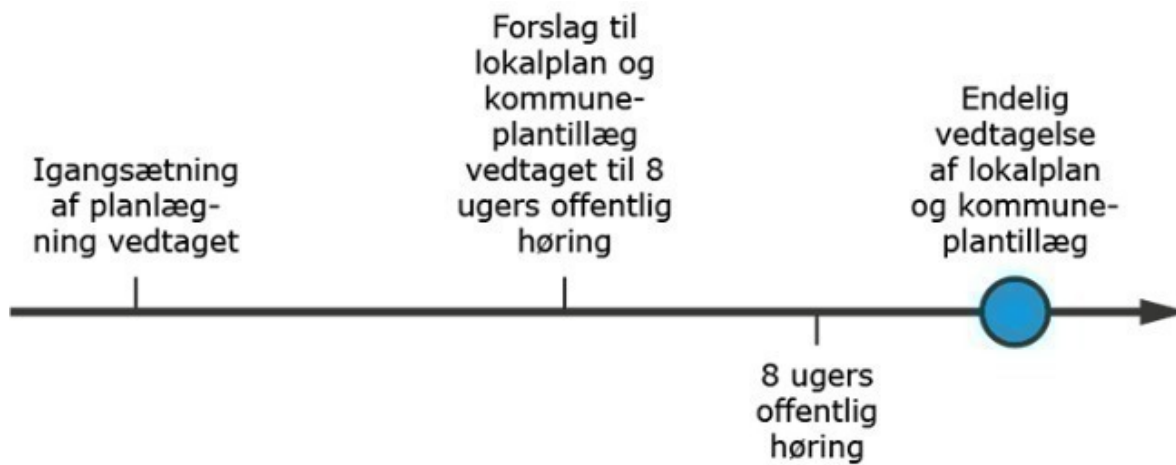 Igangsætning
af planlæg-
ning vedtaget
Forslag til
lokalplan og
kommune-
plantillæg
vedtaget til 8
ugers offentlig
høring
8 ugers
offentlig
høring
Endelig
vedtagelse
af lokalplan
og kommune-
plantillæg